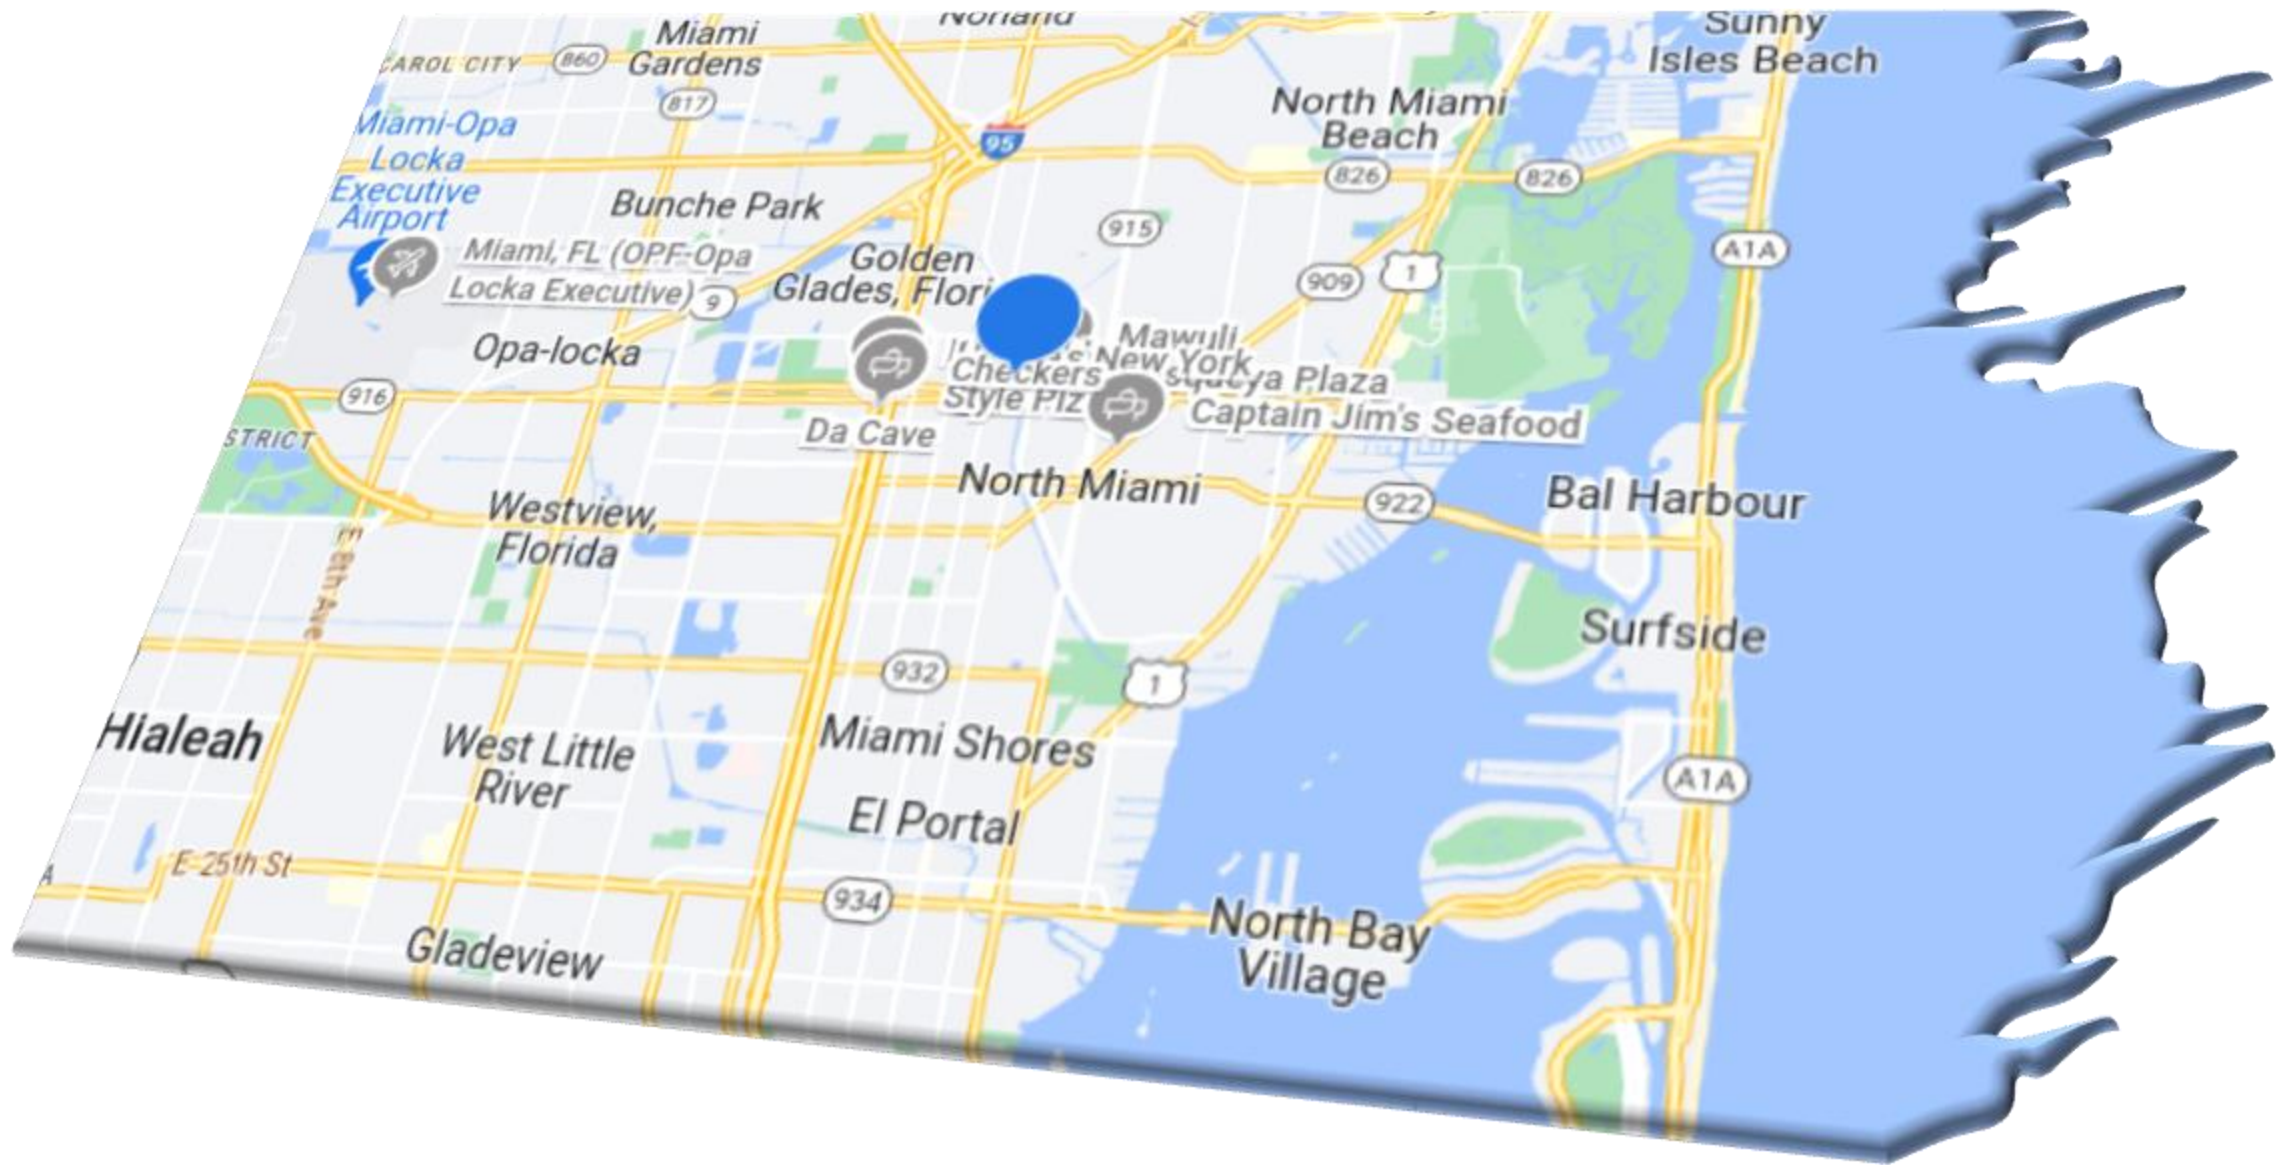 Norland
Sunny
Isles Beach
Miami
Gardens
CAROL CITY
860
817
North Miami
Beach
Miami-Opa
Locka
Executive
Airport
95
826
826
Bunche Park
915
A1A
Miami, FL (OPF-Opa
Locka Executive)
9
Golden
Glades, Flori
909
1
Opa-locka
Mawuli
New York
Checkers
Plaza
Style Piz
Captain Jim's Seafood
916
Da Cave
STRICT
North Miami
922
Bal Harbour
Westview,
Florida
E 8th Ave
Surfside
932
1
Hialeah
West Little
River
Miami Shores
A1A
El Portal
E 25th St
A
934
North Bay
Village
Gladeview